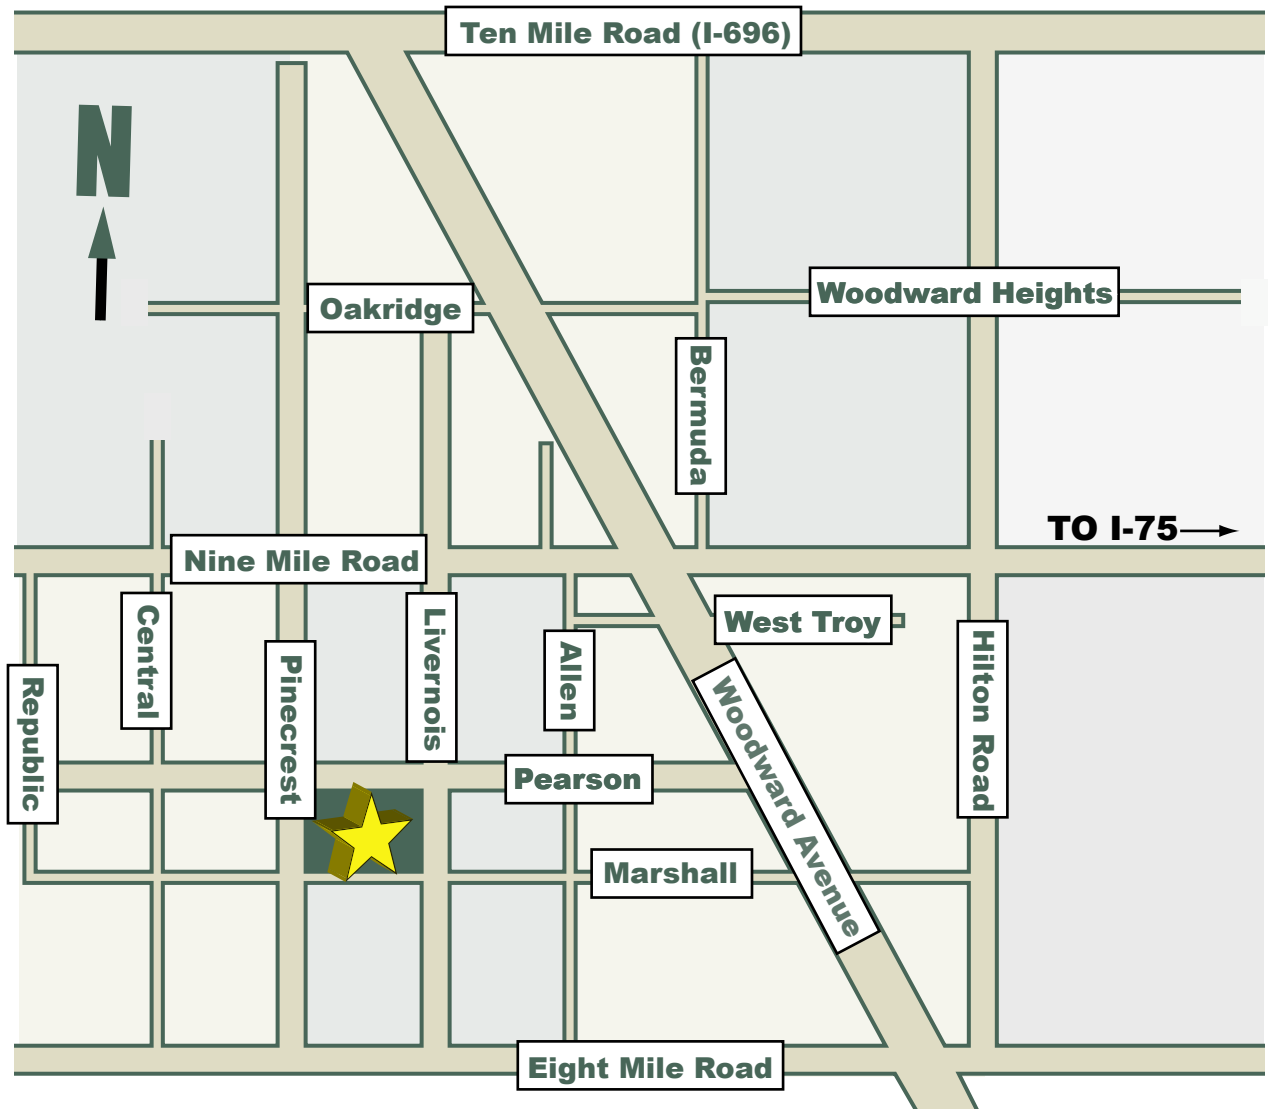 Ten Mile Road (I-696)
N
Woodward Heights
Oakridge
Bermuda
TO I-75
Nine Mile Road
Central
Livernois
West Troy
Allen
Hilton Road
Pinecrest
Republic
Woodward Avenue
Pearson
Marshall
Eight Mile Road